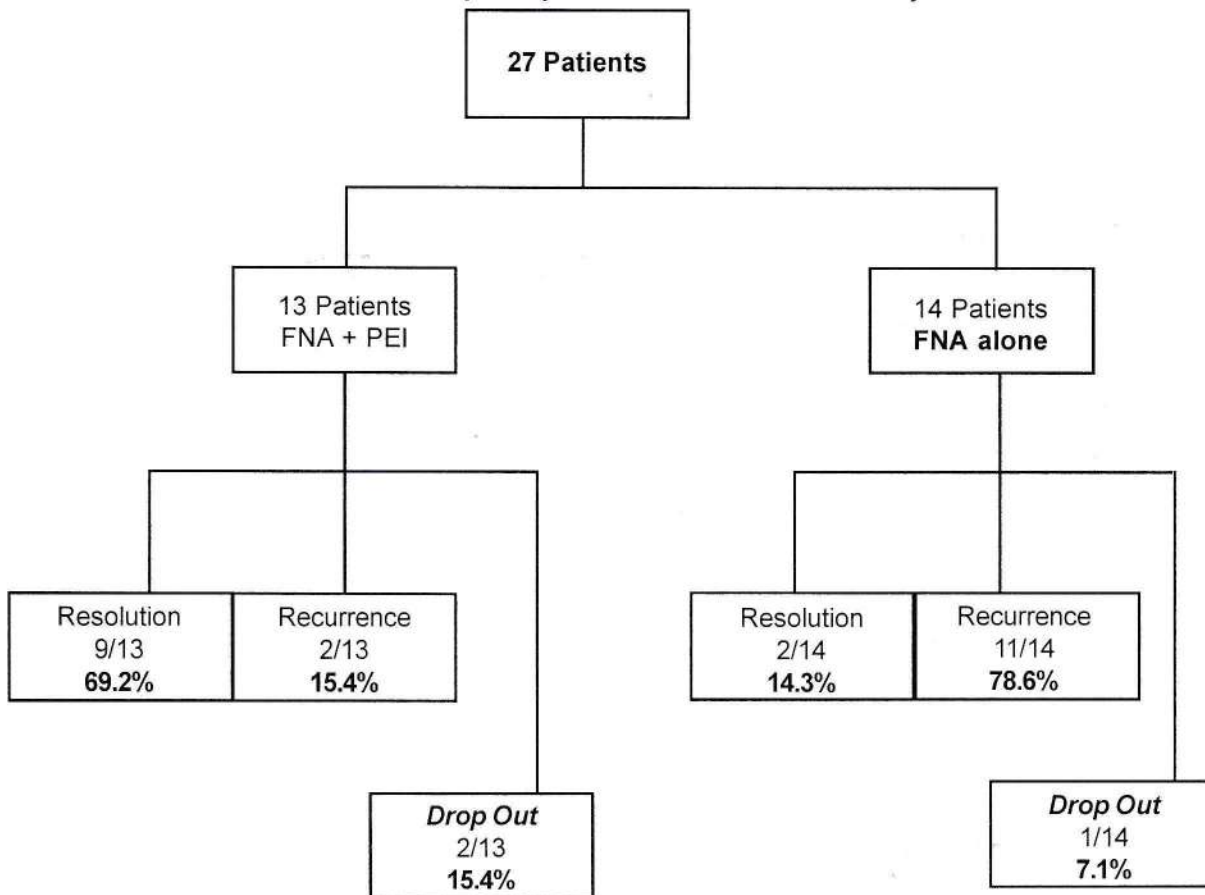 27 Patients
13 Patients
FNA + PEI
14 Patients
FNA alone
Resolution
9/13
69.2%
Recurrence
2/13
15.4%
Resolution
2/14
14.3%
Recurrence
11/14
78.6%
Drop Out
2/13
15.4%
Drop Out
1/14
7.1%